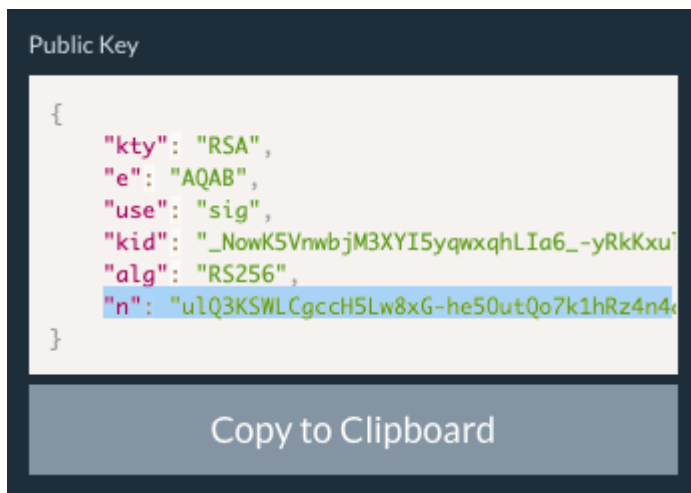 Public Key
{
"kty": "RSA",
"e": "AQAB",
"use": "sig",
"kid": "_NowK5VnwbjM3XYI5yqwxqhLIa6_-yRkKxu
"alg": "RS256",
"n": "ulQ3KSWLCgccH5Lw8xG-he5OutQo7k1hRz4n4
}
Copy to Clipboard